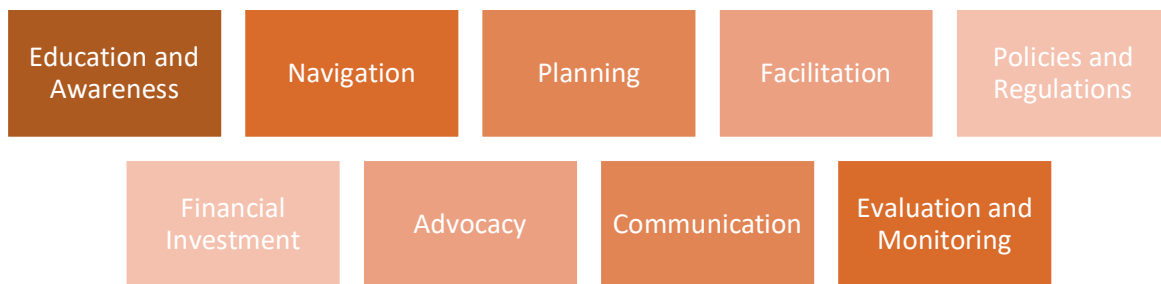 Education and
Awareness
Navigation
Planning
Facilitation
Policies and
Regulations
Financial
Investment
Advocacy
Communication
Evaluation and
Monitoring